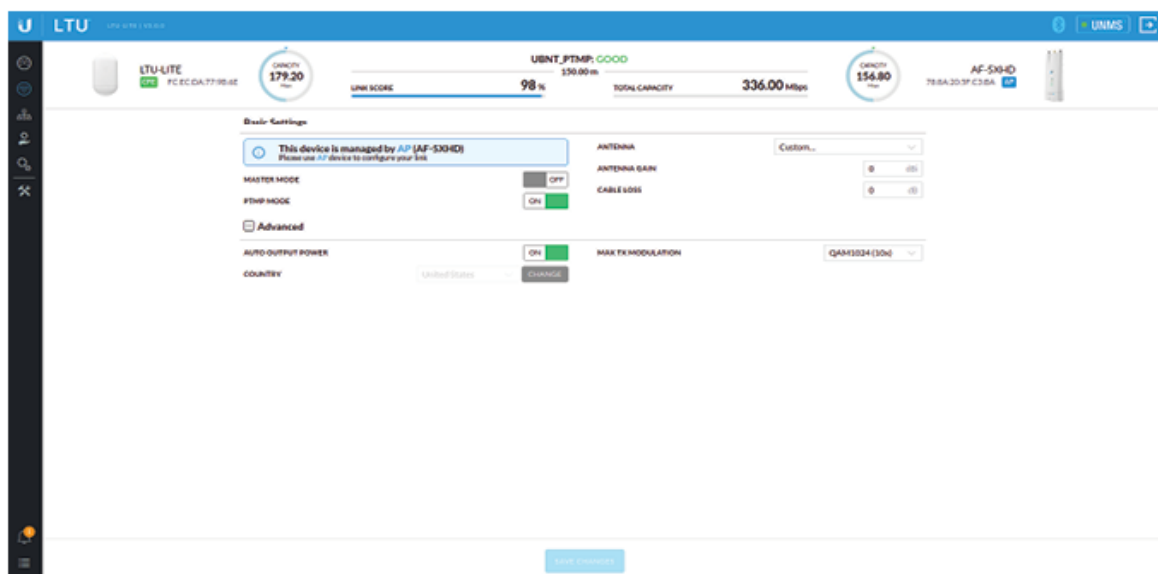 LTU
UNMS
LTU-LITE
CPE
CAPACITY
179.20
Mbps
UBNT_PTMP: GOOD
150.00 m
LINK SCORE
98 %
TOTAL CAPACITY
336.00 Mbps
CAPACITY
156.80
Mbps
AF-5XHD
AP
Basic Settings
This device is managed by AP (AF-5XHD)
Please use AP device to configure your link
MASTER MODE
OFF
PTMP MODE
ON
ANTENNA
Custom...
ANTENNA GAIN
0 dBi
CABLE LOSS
0 dB
Advanced
AUTO OUTPUT POWER
ON
MAX TX MODULATION
QAM1024 (10x)
COUNTRY
United States
CHANGE
SAVE CHANGES